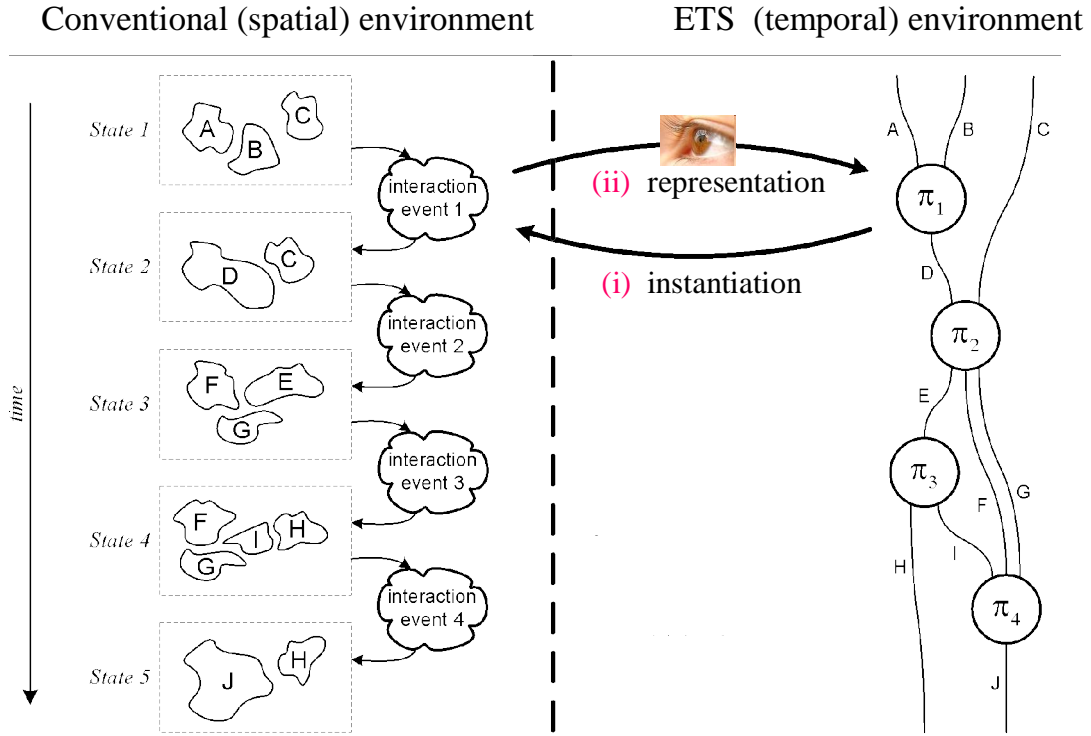 Conventional (spatial) environment
ETS (temporal) environment
State 1
A
B
C
interaction
event 1
State 2
D
C
interaction
event 2
State 3
F
E
G
interaction
event 3
State 4
F
I
H
G
interaction
event 4
State 5
J
H
time
(ii) representation
(i) instantiation
A
B
C
π1
D
π2
E
π3
F
G
H
I
π4
J